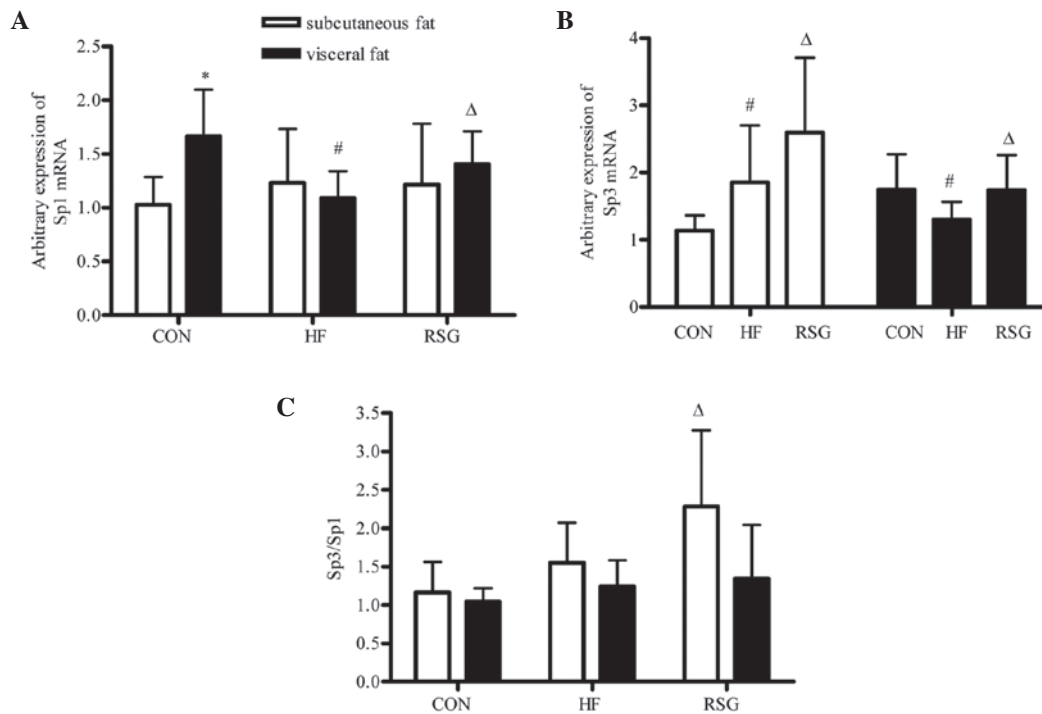 A
subcutaneous fat
visceral fat
Arbitrary expression of
Sp1 mRNA
2.5
2.0
1.5
1.0
0.5
0.0
*
#
Δ
CON HF RSG
B
Arbitrary expression of
Sp3 mRNA
4
3
2
1
0
#
Δ
#
Δ
CON HF RSG CON HF RSG
C
Sp3/Sp1
3.5
3.0
2.5
2.0
1.5
1.0
0.5
0.0
Δ
CON HF RSG